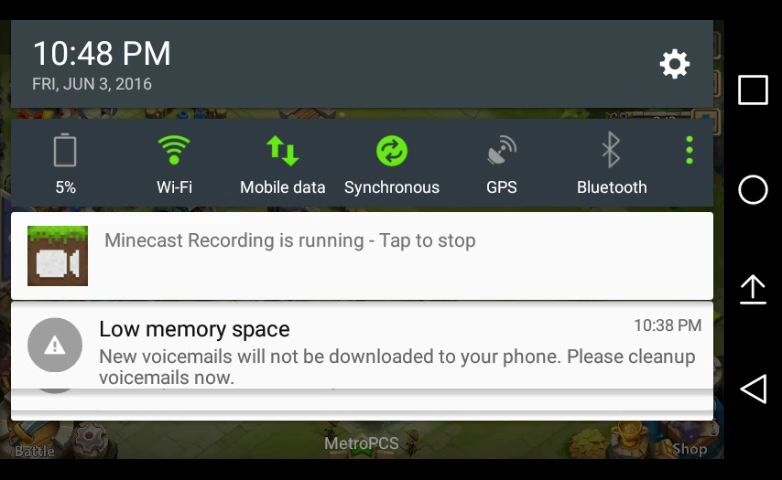 10:48 PM
FRI, JUN 3, 2016
5%
Wi-Fi
Mobile data
Synchronous
GPS
Bluetooth
Minecast Recording is running - Tap to stop
Low memory space
10:38 PM
New voicemails will not be downloaded to your phone. Please cleanup
voicemails now.
Battle
MetroPCS
Shop